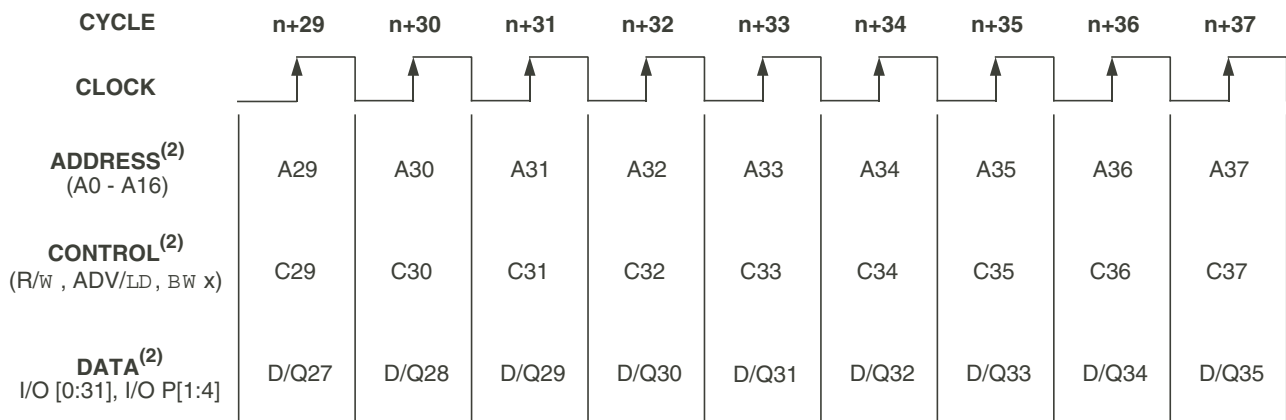 CYCLE n+29 n+30 n+31 n+32 n+33 n+34 n+35 n+36 n+37
CLOCK
ADDRESS(2)
(A0 - A16) A29 A30 A31 A32 A33 A34 A35 A36 A37
CONTROL(2)
(R/W , ADV/LD, BW x) C29 C30 C31 C32 C33 C34 C35 C36 C37
DATA(2)
I/O [0:31], I/O P[1:4] D/Q27 D/Q28 D/Q29 D/Q30 D/Q31 D/Q32 D/Q33 D/Q34 D/Q35